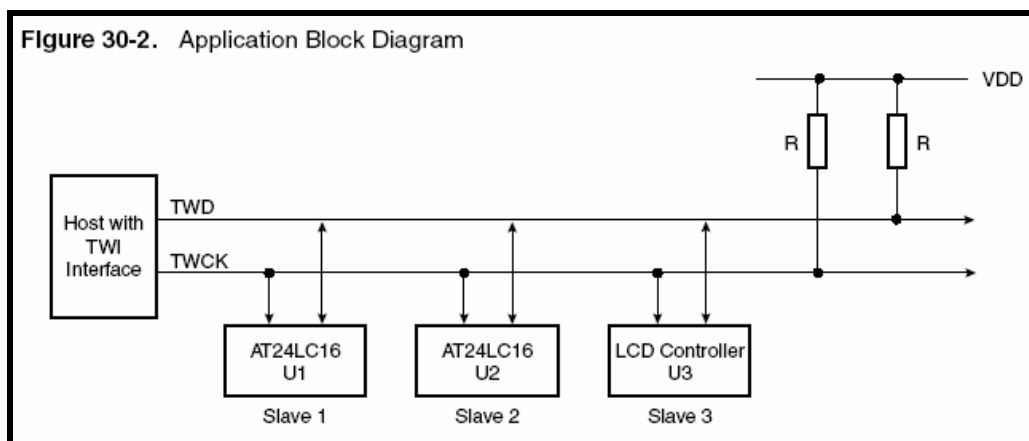 Figure 30-2. Application Block Diagram
VDD
R
R
TWD
Host with
TWI
Interface
TWCK
AT24LC16
U1
AT24LC16
U2
LCD Controller
U3
Slave 1
Slave 2
Slave 3